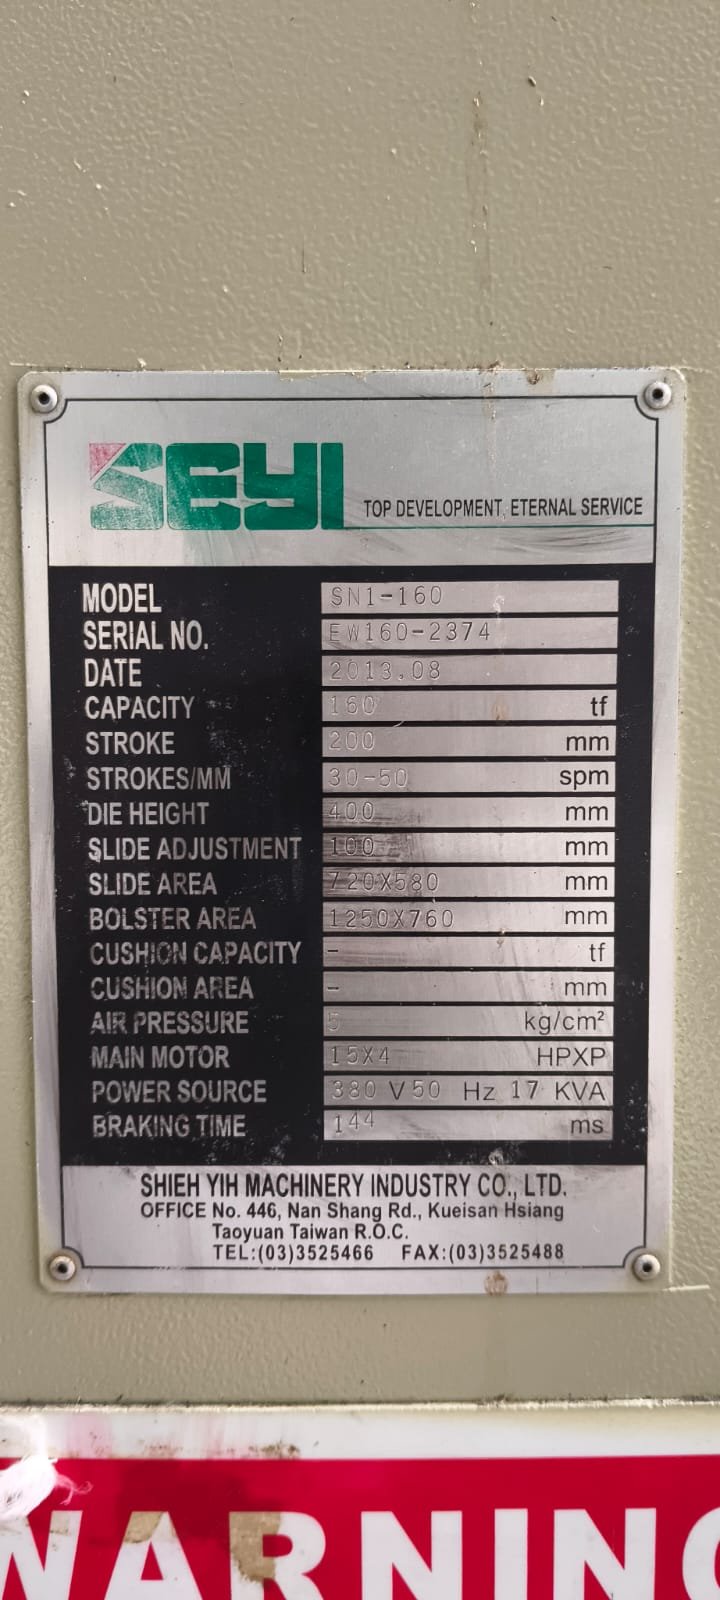 SEYI TOP DEVELOPMENT, ETERNAL SERVICE
MODEL SN1-160
SERIAL NO. EW160-2374
DATE 2013.08
CAPACITY 160 tf
STROKE 200 mm
STROKES/MM 30-50 spm
DIE HEIGHT 400 mm
SLIDE ADJUSTMENT 100 mm
SLIDE AREA 720X580 mm
BOLSTER AREA 1250X760 mm
CUSHION CAPACITY - tf
CUSHION AREA - mm
AIR PRESSURE 5 kg/cm²
MAIN MOTOR 15X4 HPXP
POWER SOURCE 380 V 50 Hz 17 KVA
BRAKING TIME 144 ms
SHIEH YIH MACHINERY INDUSTRY CO., LTD.
OFFICE No. 446, Nan Shang Rd., Kueisan Hsiang
Taoyuan Taiwan R.O.C.
TEL:(03)3525466 FAX:(03)3525488
WARNING